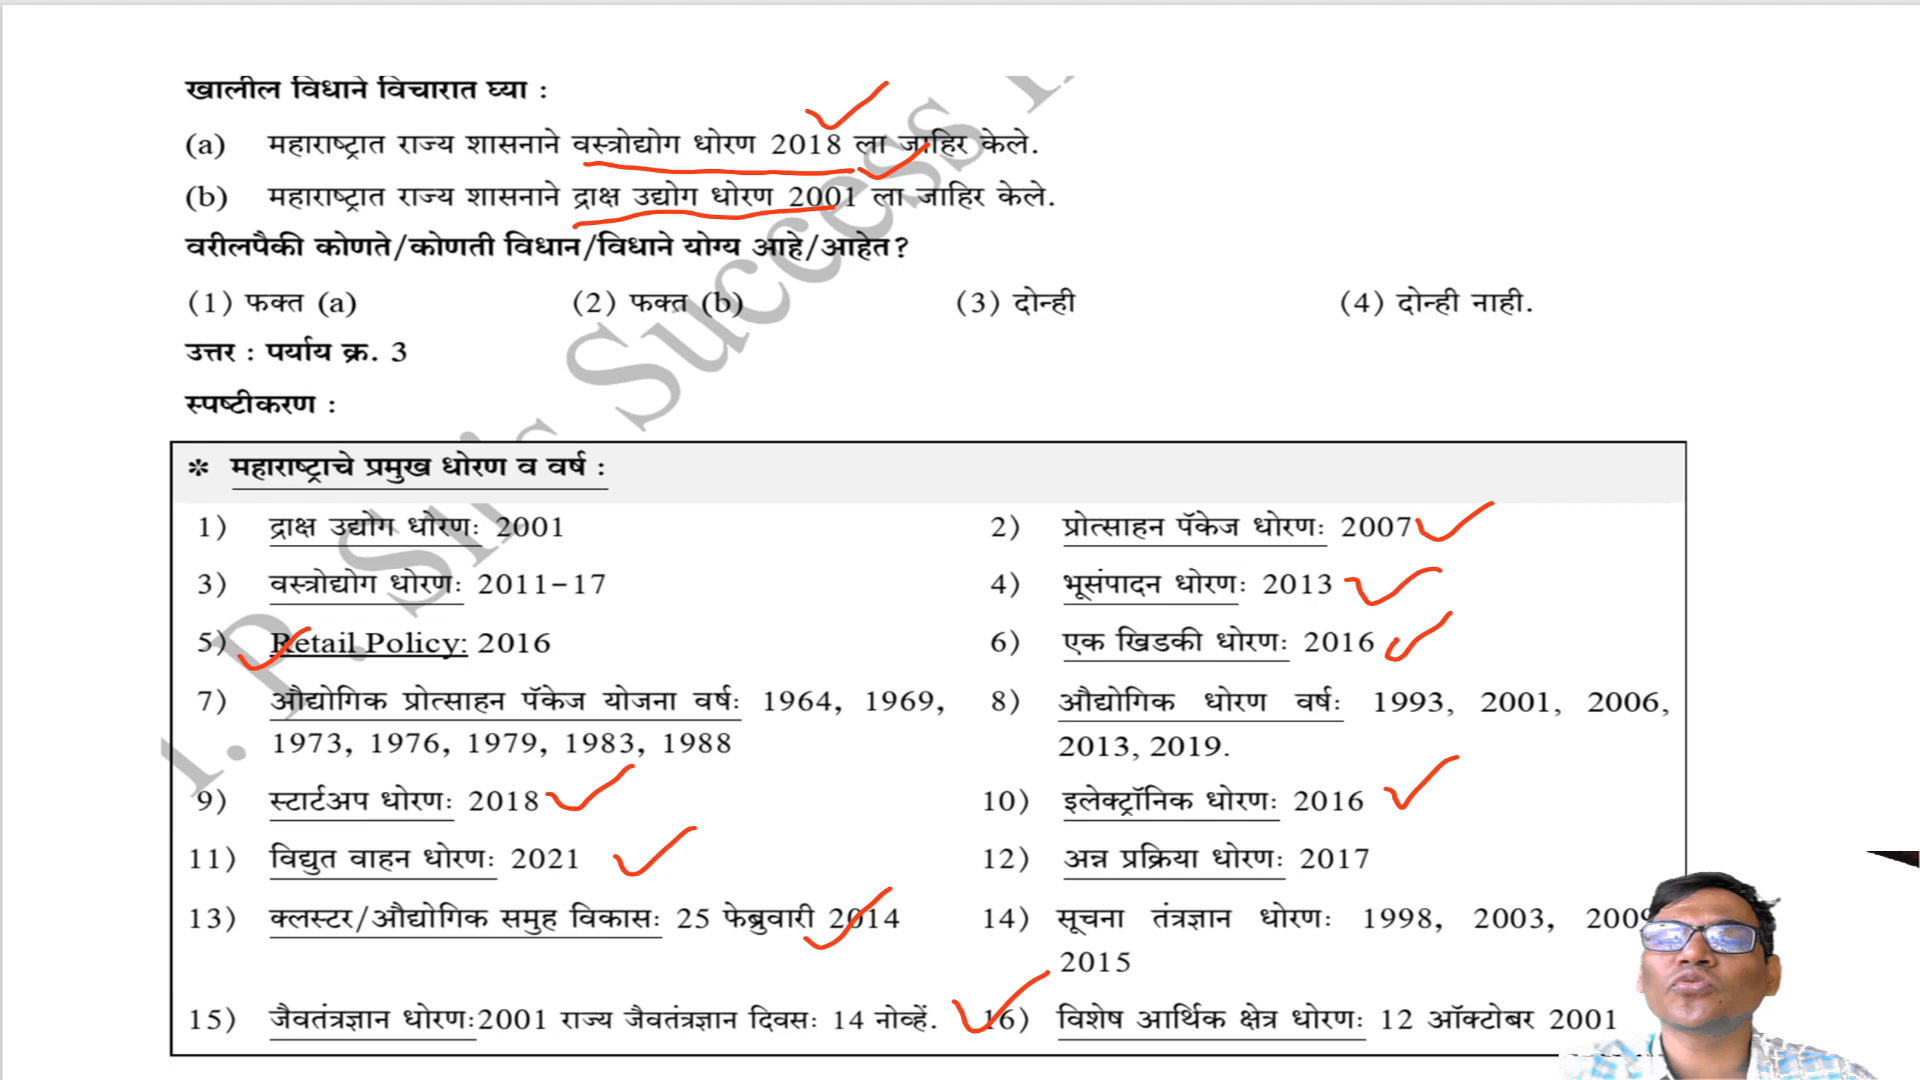 खालील विधाने विचारात घ्या :
(a) महाराष्ट्रात राज्य शासनाने वस्त्रोद्योग धोरण 2018 ला जाहिर केले.
(b) महाराष्ट्रात राज्य शासनाने द्राक्ष उद्योग धोरण 2001 ला जाहिर केले.
वरीलपैकी कोणते/कोणती विधान/विधाने योग्य आहे/आहेत?
(1) फक्त (a) (2) फक्त (b) (3) दोन्ही (4) दोन्ही नाही.
उत्तर : पर्याय क्र. 3
स्पष्टीकरण :
* महाराष्ट्राचे प्रमुख धोरण व वर्ष :
1) द्राक्ष उद्योग धोरण: 2001 2) प्रोत्साहन पॅकेज धोरण: 2007
3) वस्त्रोद्योग धोरण: 2011-17 4) भूसंपादन धोरण: 2013
5) Retail Policy: 2016 6) एक खिडकी धोरण: 2016
7) औद्योगिक प्रोत्साहन पॅकेज योजना वर्ष: 1964, 1969, 8) औद्योगिक धोरण वर्ष: 1993, 2001, 2006,
1973, 1976, 1979, 1983, 1988 2013, 2019.
9) स्टार्टअप धोरण: 2018 10) इलेक्ट्रॉनिक धोरण: 2016
11) विद्युत वाहन धोरण: 2021 12) अन्न प्रक्रिया धोरण: 2017
13) क्लस्टर/औद्योगिक समुह विकास: 25 फेब्रुवारी 2014 14) सूचना तंत्रज्ञान धोरण: 1998, 2003,
2015
15) जैवतंत्रज्ञान धोरण:2001 राज्य जैवतंत्रज्ञान दिवस: 14 नोव्हें. 16) विशेष आर्थिक क्षेत्र धोरण: 12 ऑक्टोबर 2001
P. Sir's Success